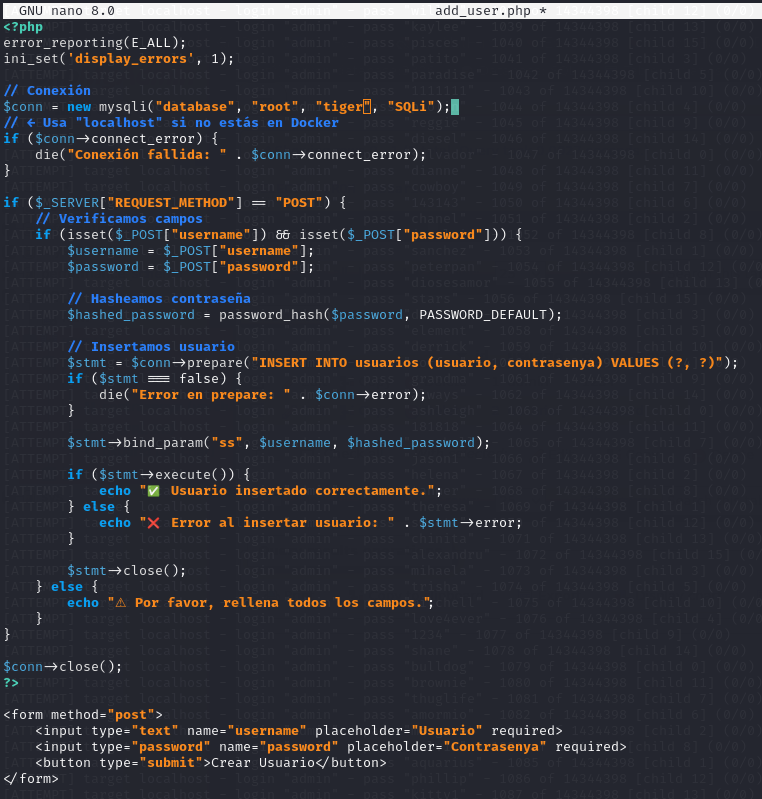 GNU nano 8.0 add_user.php *
<?php
error_reporting(E_ALL);
ini_set('display_errors', 1);
// Conexión
$conn = new mysqli("database", "root", "tiger", "SQLi");
// ← Usa "localhost" si no estás en Docker
if ($conn->connect_error) {
    die("Conexión fallida: " . $conn->connect_error);
}
if ($_SERVER["REQUEST_METHOD"] == "POST") {
    // Verificamos campos
    if (isset($_POST["username"]) && isset($_POST["password"])) {
        $username = $_POST["username"];
        $password = $_POST["password"];
        // Hasheamos contraseña
        $hashed_password = password_hash($password, PASSWORD_DEFAULT);
        // Insertamos usuario
        $stmt = $conn->prepare("INSERT INTO usuarios (usuario, contrasenya) VALUES (?, ?)");
        if ($stmt === false) {
            die("Error en prepare: " . $conn->error);
        }
        $stmt->bind_param("ss", $username, $hashed_password);
        if ($stmt->execute()) {
            echo "✅ Usuario insertado correctamente.";
        } else {
            echo "❌ Error al insertar usuario: " . $stmt->error;
        }
        $stmt->close();
    } else {
        echo "⚠ Por favor, rellena todos los campos.";
    }
}
$conn->close();
?>
<form method="post">
    <input type="text" name="username" placeholder="Usuario" required>
    <input type="password" name="password" placeholder="Contrasenya" required>
    <button type="submit">Crear Usuario</button>
</form>